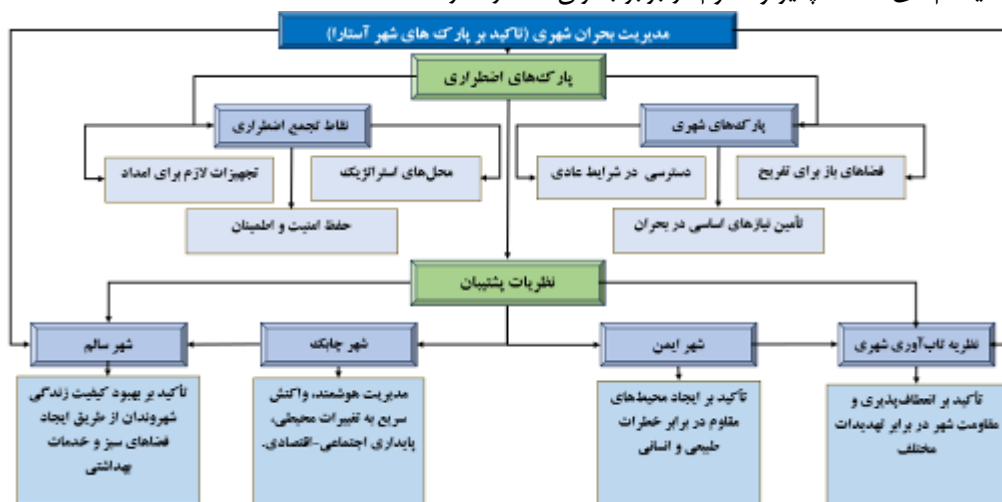 مدیریت بحران شهری (تاکید بر پارک های شهر آستارا)
پارک‌های اضطراری
پارک‌های شهری
نقاط تجمع اضطراری
فضاهای باز برای تفریح
دسترسی در شرایط عادی
محل‌های استراتژیک
تجهیزات لازم برای امداد
تأمین نیازهای اساسی در بحران
حفظ امنیت و اطمینان
نظریات پشتیبان
نظریه تاب‌آوری شهری
شهر ایمن
شهر چابک
شهر سالم
تأکید بر انعطاف‌پذیری و
مقاومت شهر در برابر تهدیدات
مختلف
تأکید بر ایجاد محیط‌های
مقاوم در برابر خطرات
طبیعی و انسانی
مدیریت هوشمند، واکنش
سریع به تغییرات محیطی،
پایداری اجتماعی-اقتصادی.
تأکید بر بهبود کیفیت زندگی
شهروندان از طریق ایجاد
فضاهای سبز و خدمات
بهداشتی